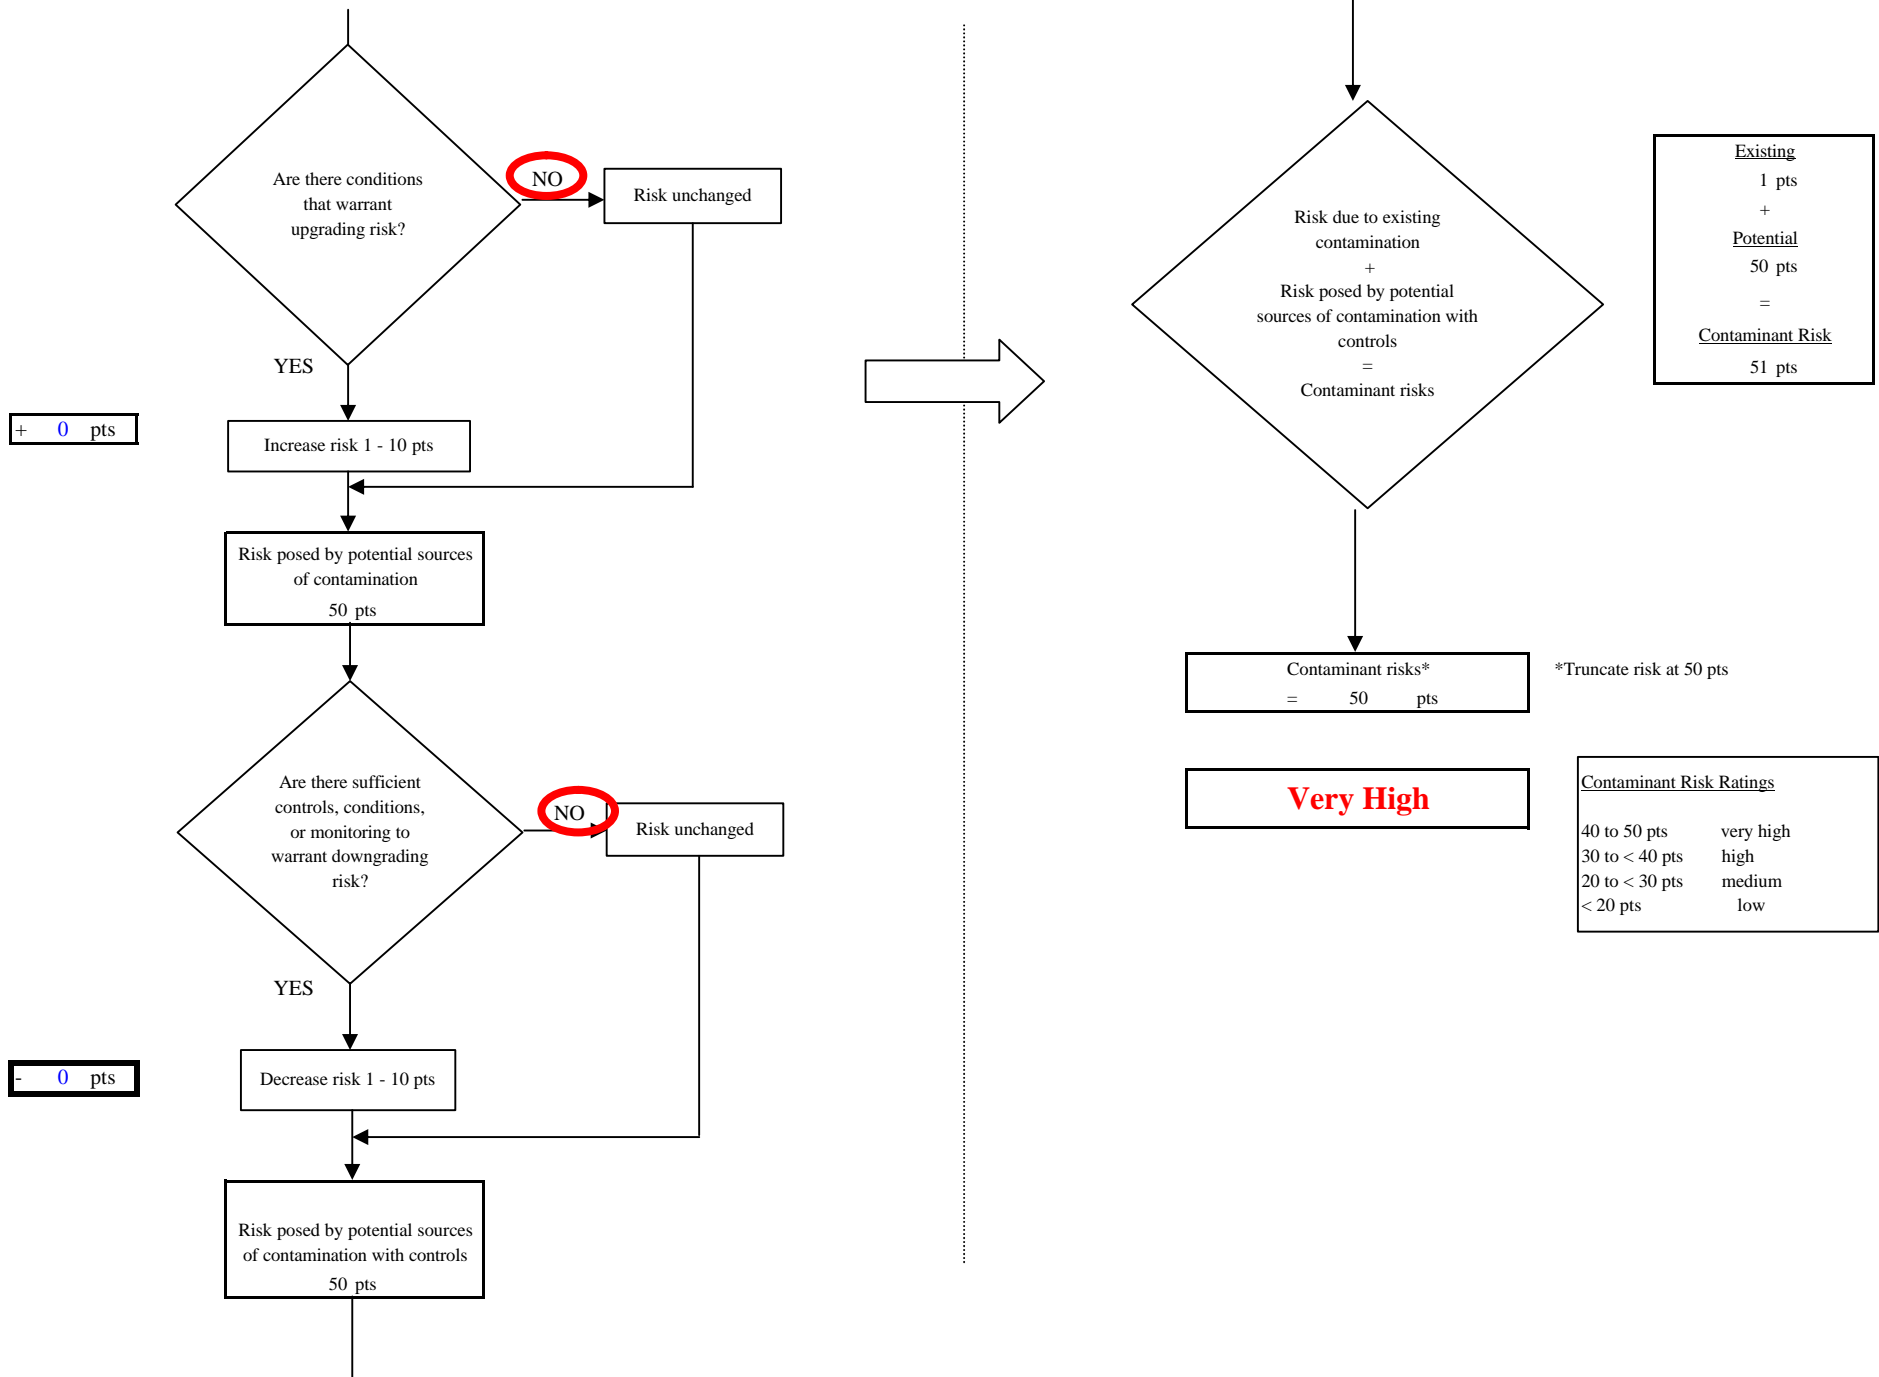 Are there conditions
that warrant
upgrading risk?
NO
Risk unchanged
YES
+ 0 pts
Increase risk 1 - 10 pts
Risk posed by potential sources
of contamination
50 pts
Are there sufficient
controls, conditions,
or monitoring to
warrant downgrading
risk?
NO
Risk unchanged
YES
- 0 pts
Decrease risk 1 - 10 pts
Risk posed by potential sources
of contamination with controls
50 pts
Risk due to existing
contamination
+
Risk posed by potential
sources of contamination with
controls
=
Contaminant risks
Existing
1 pts
+
Potential
50 pts
=
Contaminant Risk
51 pts
Contaminant risks*
= 50 pts
*Truncate risk at 50 pts
Very High
Contaminant Risk Ratings
40 to 50 pts very high
30 to < 40 pts high
20 to < 30 pts medium
< 20 pts low